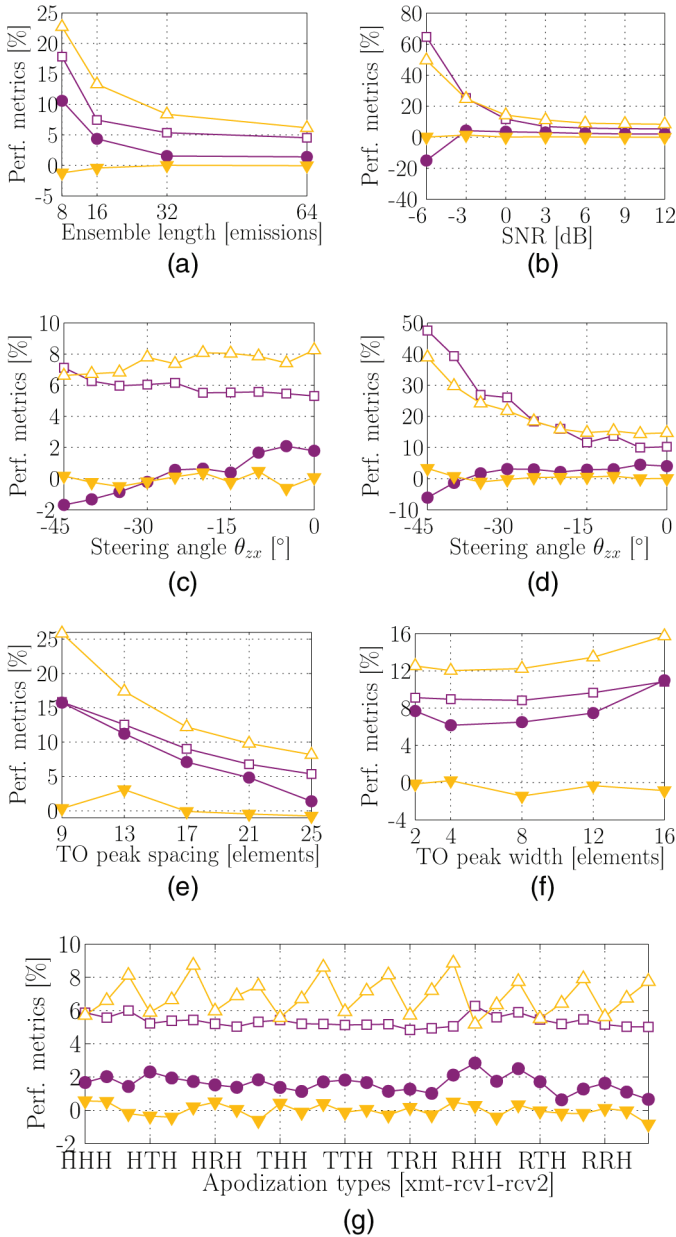 25
20
15
10
5
0
-5
Perf. metrics [%]
8 16 32 64
Ensemble length [emissions]
(a)
80
60
40
20
0
-20
-40
Perf. metrics [%]
-6 -3 0 3 6 9 12
SNR [dB]
(b)
10
8
6
4
2
0
-2
Perf. metrics [%]
-45 -30 -15 0
Steering angle θzx [°]
(c)
50
40
30
20
10
0
-10
Perf. metrics [%]
-45 -30 -15 0
Steering angle θzx [°]
(d)
25
20
15
10
5
0
Perf. metrics [%]
9 13 17 21 25
TO peak spacing [elements]
(e)
16
12
8
4
0
-4
Perf. metrics [%]
2 4 8 12 16
TO peak width [elements]
(f)
10
8
6
4
2
0
-2
Perf. metrics [%]
HHH HTH HRH THH TTH TRH RHH RTH RRH
Apodization types [xmt-rcv1-rcv2]
(g)